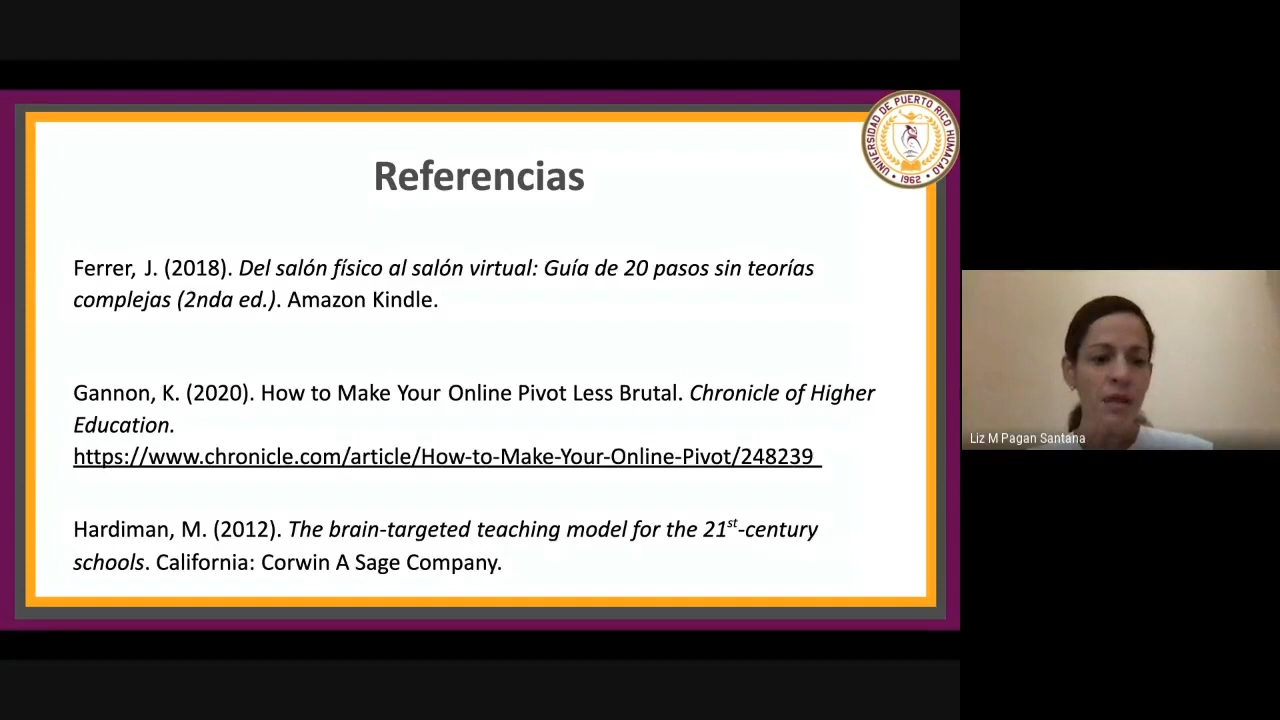 UNIVERSIDAD DE PUERTO RICO HUMACAO
• 1962 •
Referencias
Ferrer, J. (2018). Del salón físico al salón virtual: Guía de 20 pasos sin teorías
complejas (2nda ed.). Amazon Kindle.
Gannon, K. (2020). How to Make Your Online Pivot Less Brutal. Chronicle of Higher
Education.
https://www.chronicle.com/article/How-to-Make-Your-Online-Pivot/248239
Hardiman, M. (2012). The brain-targeted teaching model for the 21st-century
schools. California: Corwin A Sage Company.
Liz M Pagan Santana